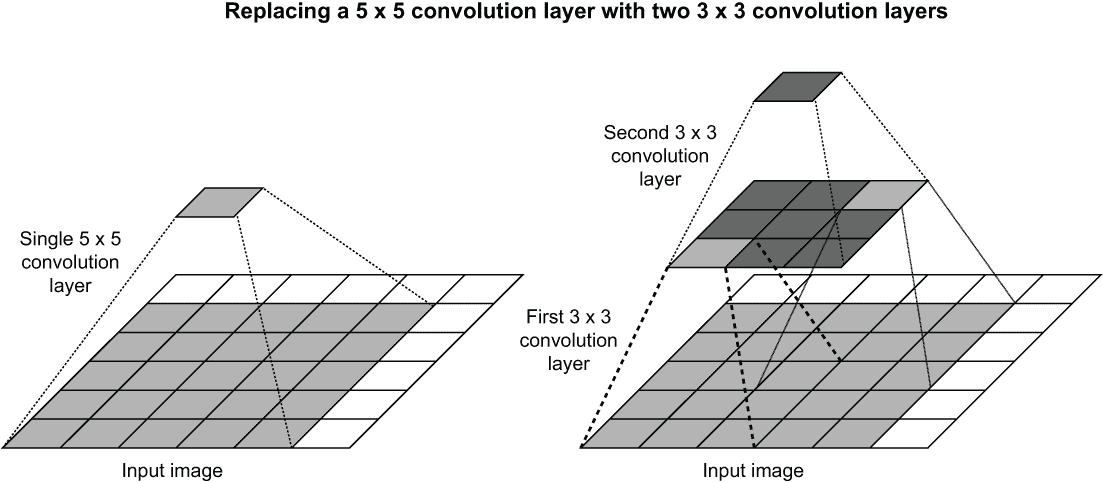 Replacing a 5 x 5 convolution layer with two 3 x 3 convolution layers
Single 5 x 5
convolution
layer
Input image
Second 3 x 3
convolution
layer
First 3 x 3
convolution
layer
Input image